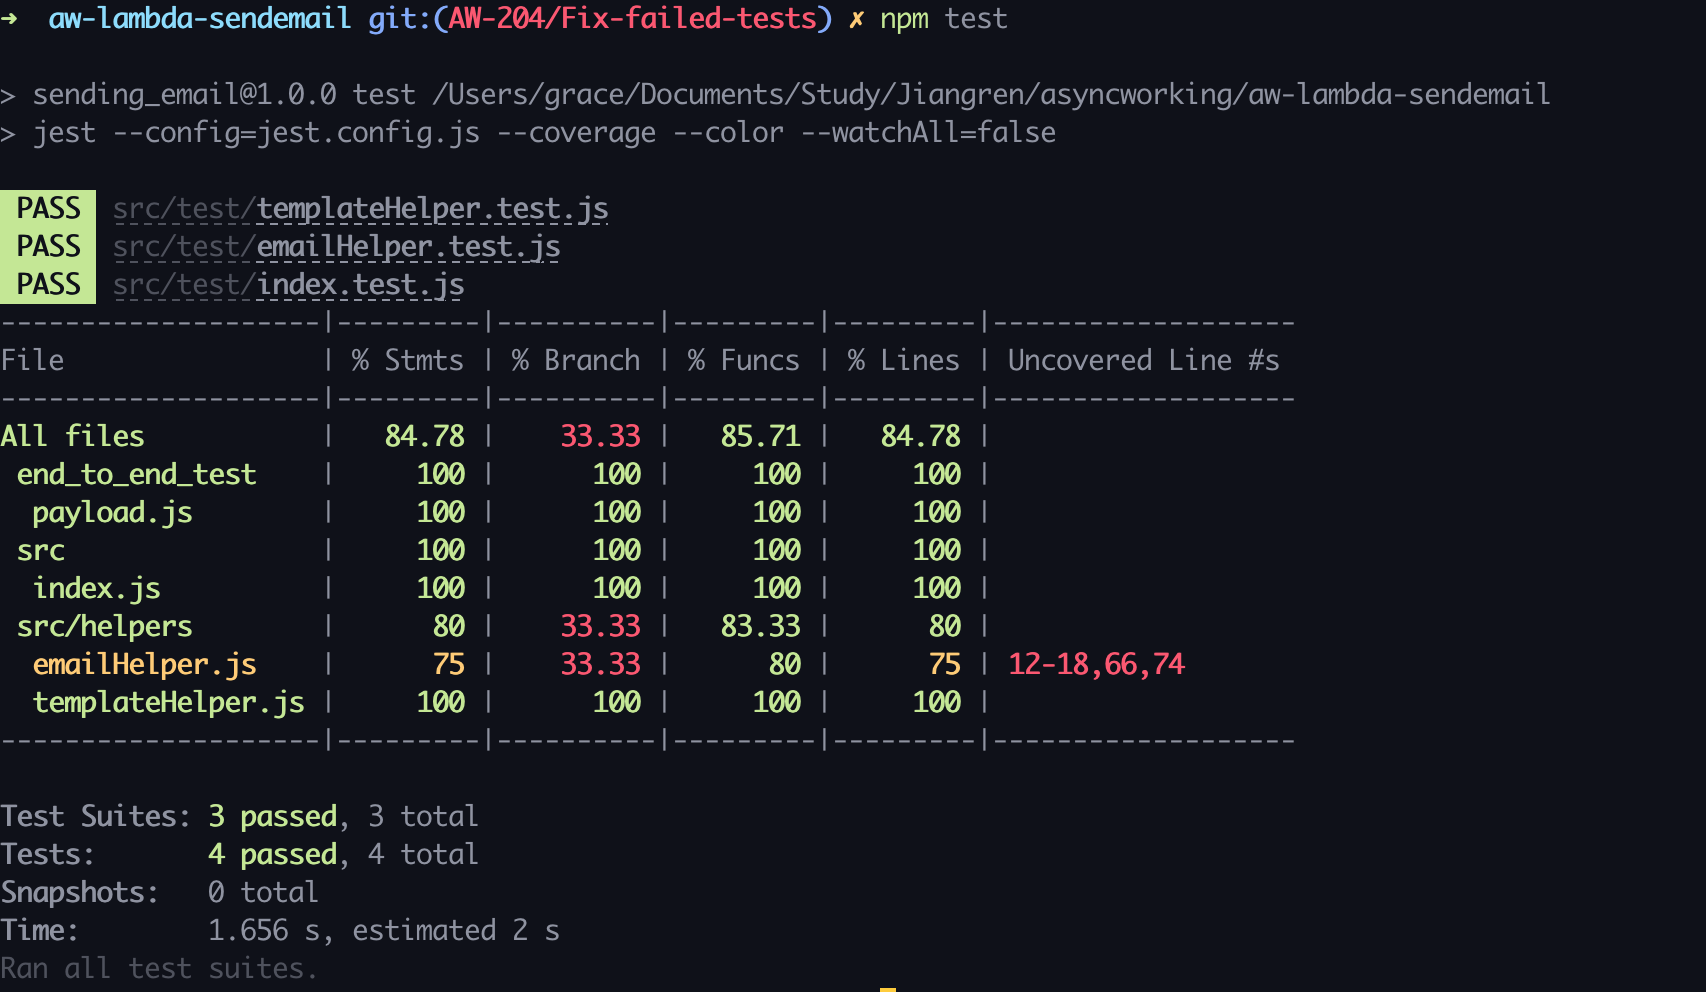 ➜  aw-lambda-sendemail git:(AW-204/Fix-failed-tests) ✗ npm test
> sending_email@1.0.0 test /Users/grace/Documents/Study/Jiangren/asyncworking/aw-lambda-sendemail
> jest --config=jest.config.js --coverage --color --watchAll=false
PASS src/test/templateHelper.test.js
PASS src/test/emailHelper.test.js
PASS src/test/index.test.js
--------------------|---------|----------|---------|---------|-------------------
File                | % Stmts | % Branch | % Funcs | % Lines | Uncovered Line #s
--------------------|---------|----------|---------|---------|-------------------
All files           |   84.78 |    33.33 |   85.71 |   84.78 |
 end_to_end_test    |     100 |      100 |     100 |     100 |
  payload.js        |     100 |      100 |     100 |     100 |
 src                |     100 |      100 |     100 |     100 |
  index.js          |     100 |      100 |     100 |     100 |
 src/helpers        |      80 |    33.33 |   83.33 |      80 |
  emailHelper.js    |      75 |    33.33 |      80 |      75 | 12-18,66,74
  templateHelper.js |     100 |      100 |     100 |     100 |
--------------------|---------|----------|---------|---------|-------------------
Test Suites: 3 passed, 3 total
Tests:       4 passed, 4 total
Snapshots:   0 total
Time:        1.656 s, estimated 2 s
Ran all test suites.